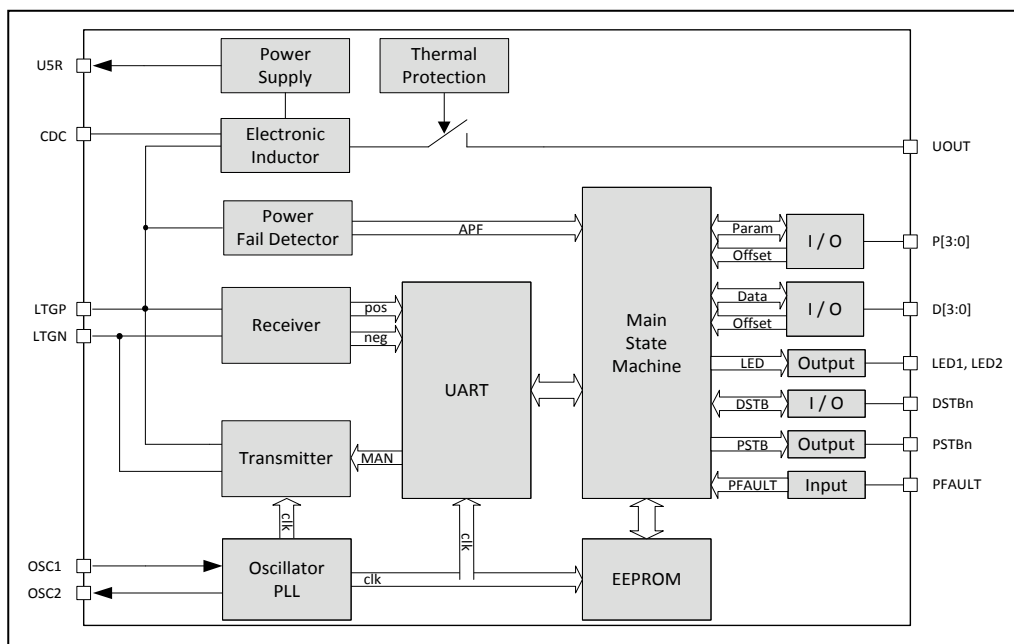 U5R
Power
Supply
Thermal
Protection
CDC
Electronic
Inductor
UOUT
Power
Fail Detector
APF
Param
Offset
I / O
P[3:0]
LTGP
LTGN
Receiver
pos
neg
UART
Main
State
Machine
Data
Offset
I / O
D[3:0]
LED
Output
LED1, LED2
DSTB
I / O
DSTBn
Transmitter
MAN
PSTB
Output
PSTBn
PFAULT
Input
PFAULT
clk
clk
OSC1
OSC2
Oscillator
PLL
clk
EEPROM